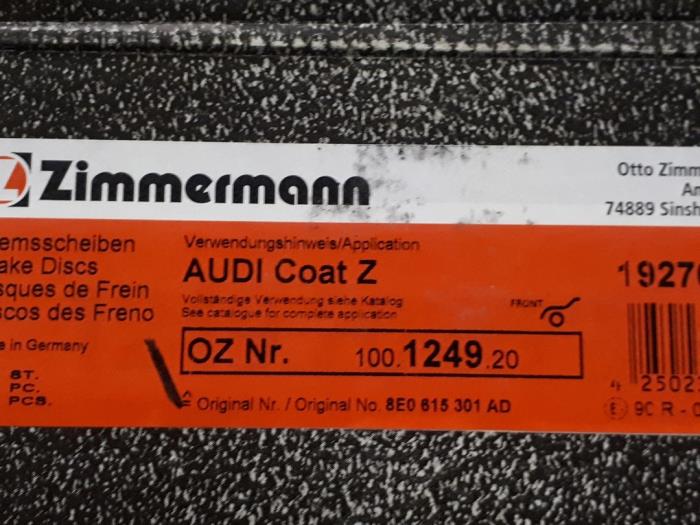 Zimmermann
Otto Zimm
74889 Sinsh
emsscheiben
ake Discs
sques de Frein
scos des Freno
e in Germany
ST.
PC.
PCS.
Verwendungshinweis/Application
AUDI Coat Z
Vollständige Verwendung siehe Katalog
See catalogue for complete application
FRONT
OZ Nr. 100.1249.20
≙ Original Nr. / Original No. 8E0 615 301 AD
1927
4 2502
E 90 R -